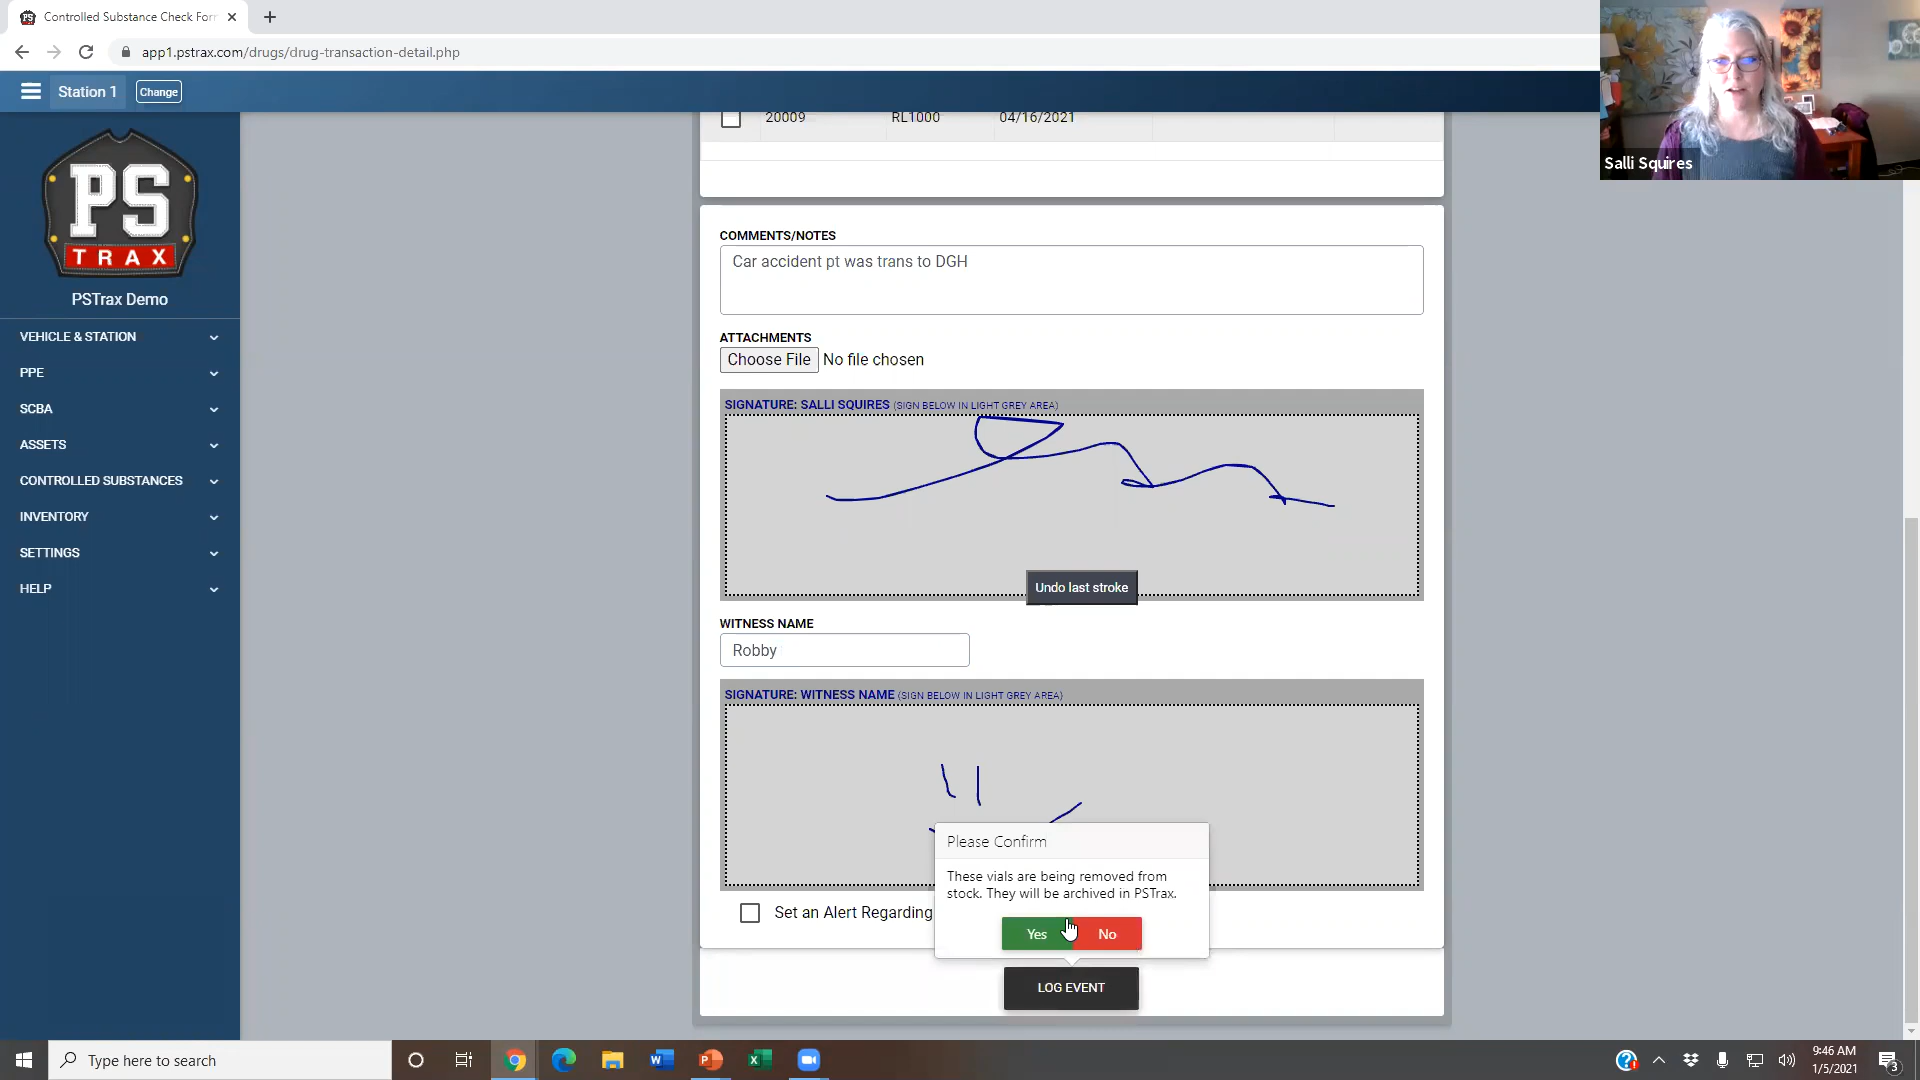 Controlled Substance Check For
app1.pstrax.com/drugs/drug-transaction-detail.php
Station 1
Change
PS
TRAX
PSTrax Demo
VEHICLE & STATION
PPE
SCBA
ASSETS
CONTROLLED SUBSTANCES
INVENTORY
SETTINGS
HELP
20009 RL1000 04/16/2021
COMMENTS/NOTES
Car accident pt was trans to DGH
ATTACHMENTS
Choose File No file chosen
SIGNATURE: SALLI SQUIRES (SIGN BELOW IN LIGHT GREY AREA)
Undo last stroke
WITNESS NAME
Robby
SIGNATURE: WITNESS NAME (SIGN BELOW IN LIGHT GREY AREA)
Please Confirm
These vials are being removed from
stock. They will be archived in PSTrax.
Yes No
Set an Alert Regarding
LOG EVENT
Salli Squires
Type here to search
9:46 AM
1/5/2021
3